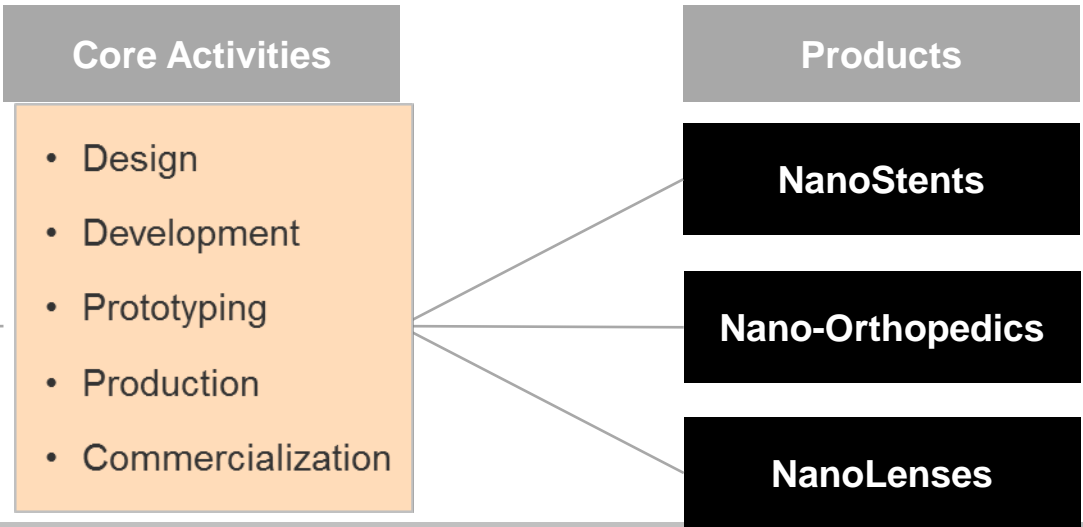 Core Activities
• Design
• Development
• Prototyping
• Production
• Commercialization
Products
NanoStents
Nano-Orthopedics
NanoLenses